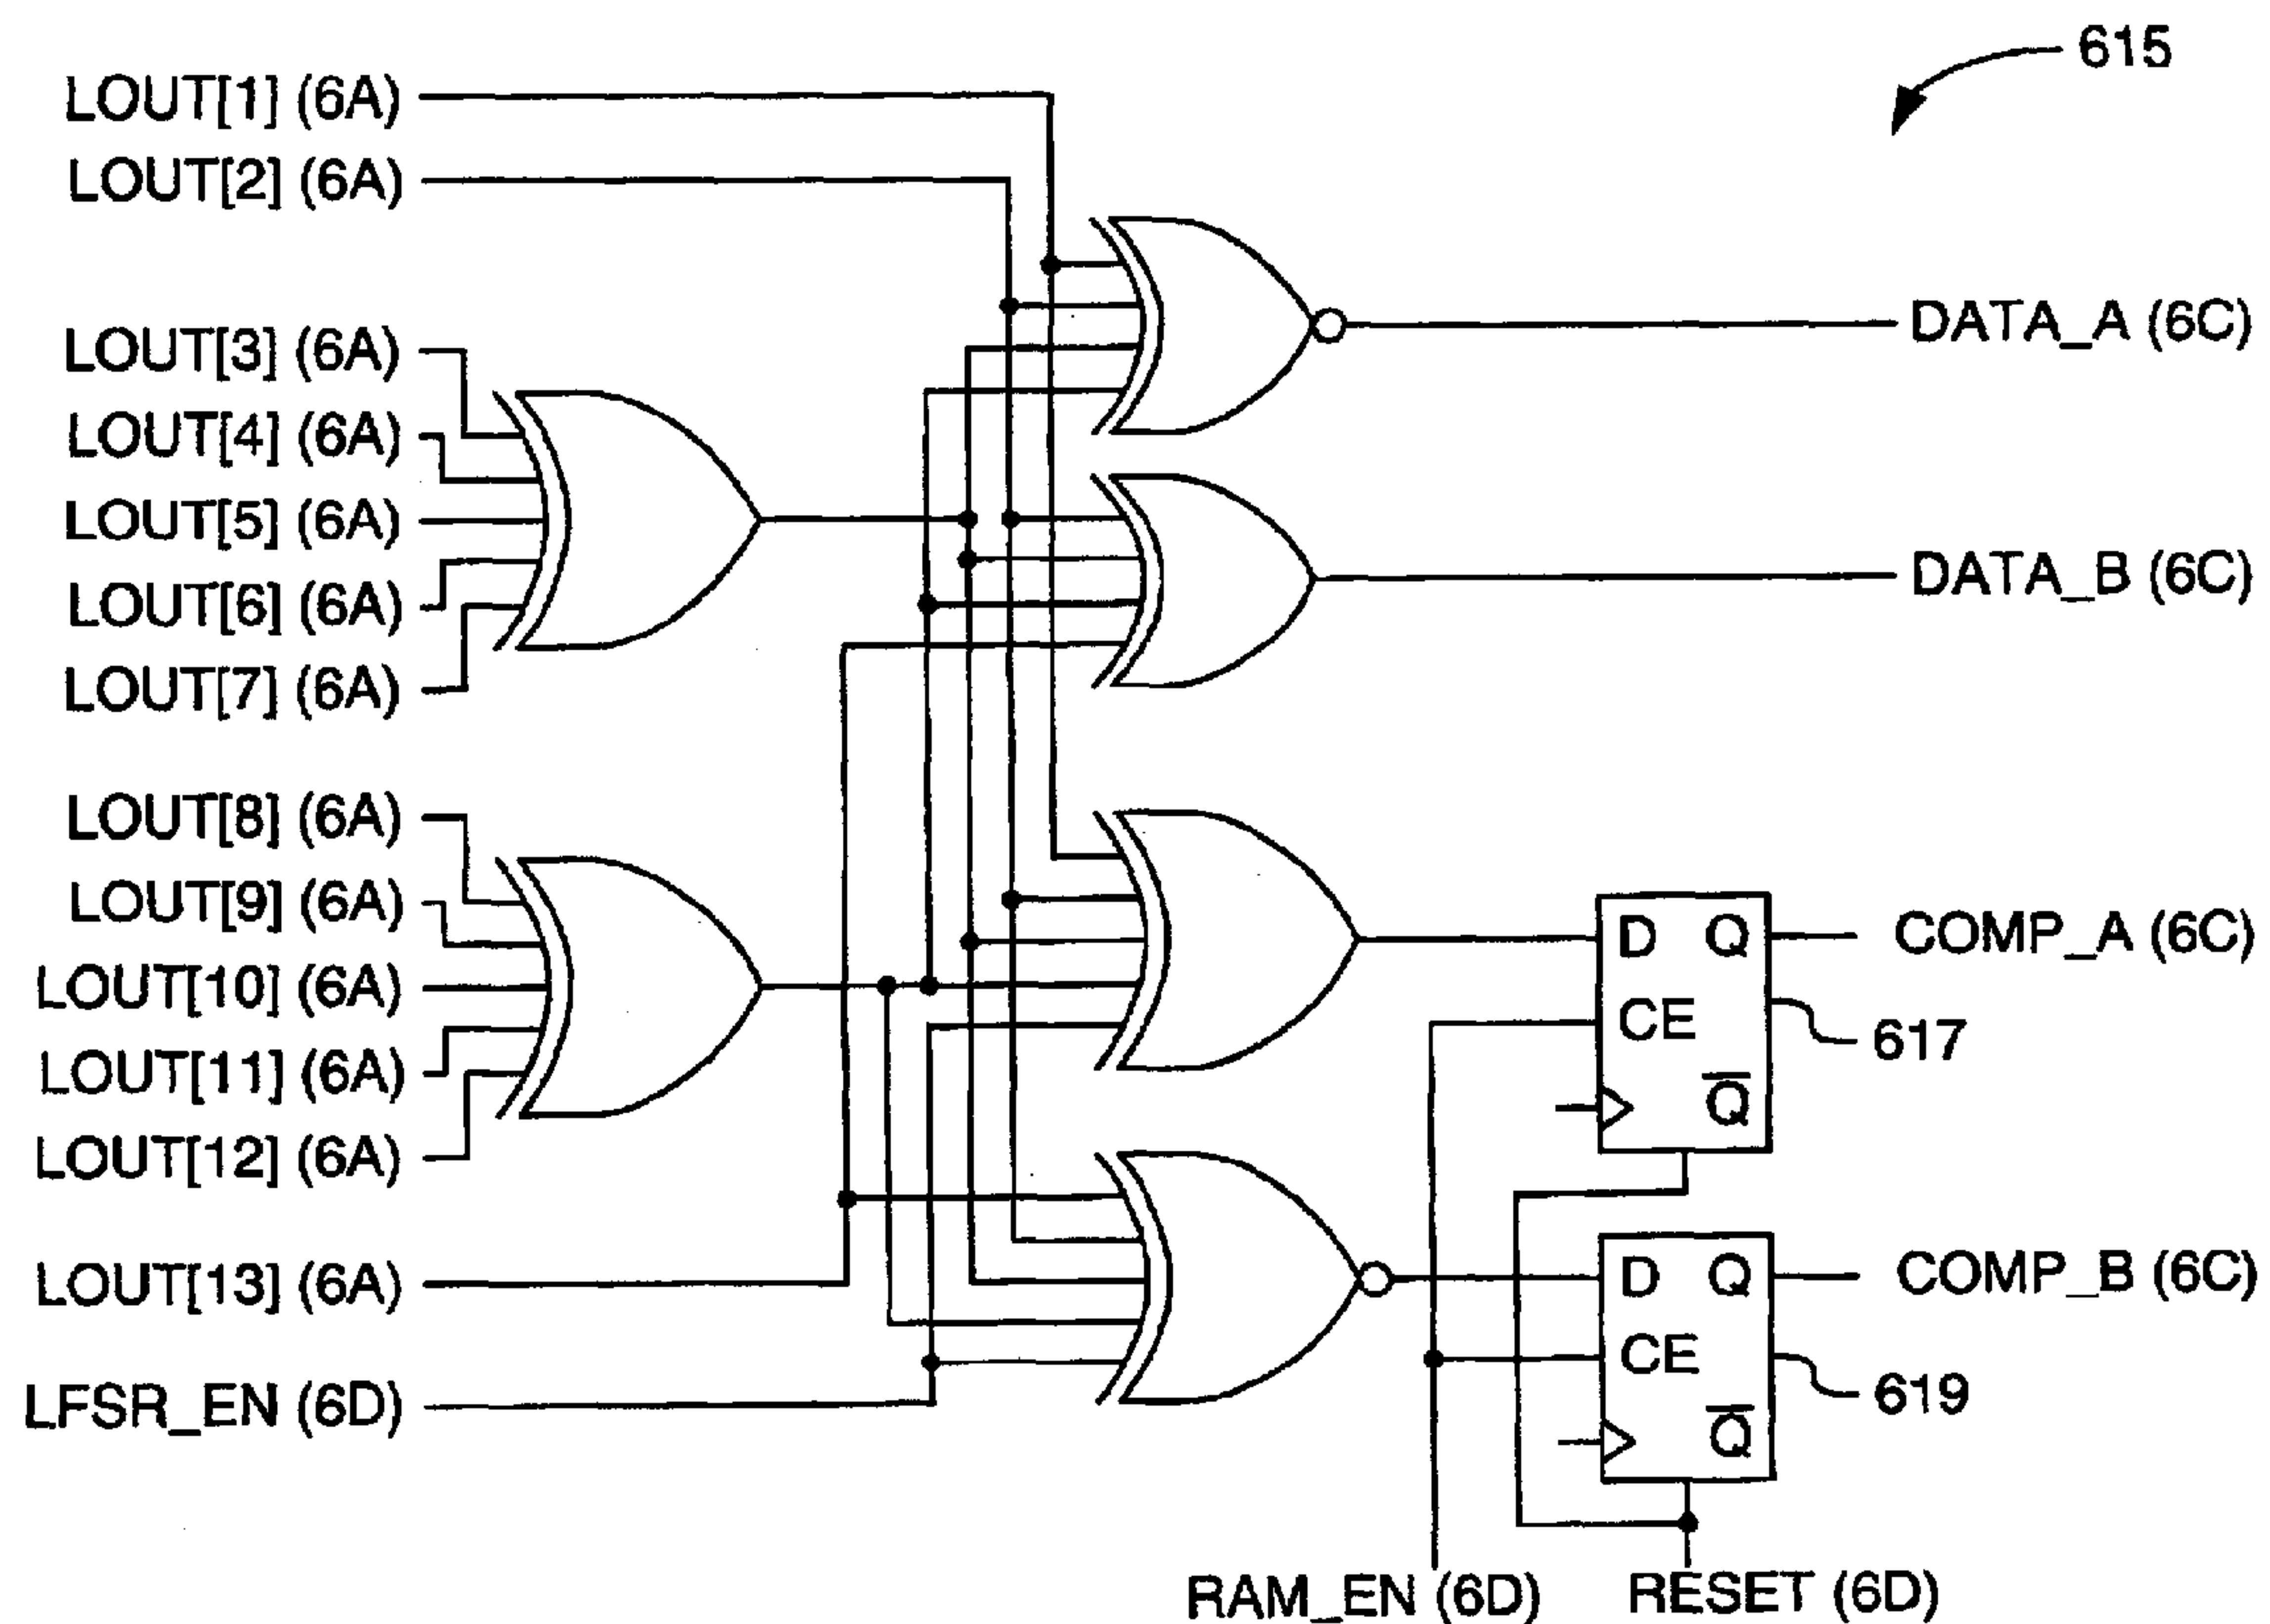 615
LOUT[1] (6A)
LOUT[2] (6A)
LOUT[3] (6A)
LOUT[4] (6A)
LOUT[5] (6A)
LOUT[6] (6A)
LOUT[7] (6A)
LOUT[8] (6A)
LOUT[9] (6A)
LOUT[10] (6A)
LOUT[11] (6A)
LOUT[12] (6A)
LOUT[13] (6A)
LFSR_EN (6D)
DATA_A (6C)
DATA_B (6C)
D Q
CE
Q̅
COMP_A (6C)
617
D Q
CE
Q̅
COMP_B (6C)
619
RAM_EN (6D)
RESET (6D)